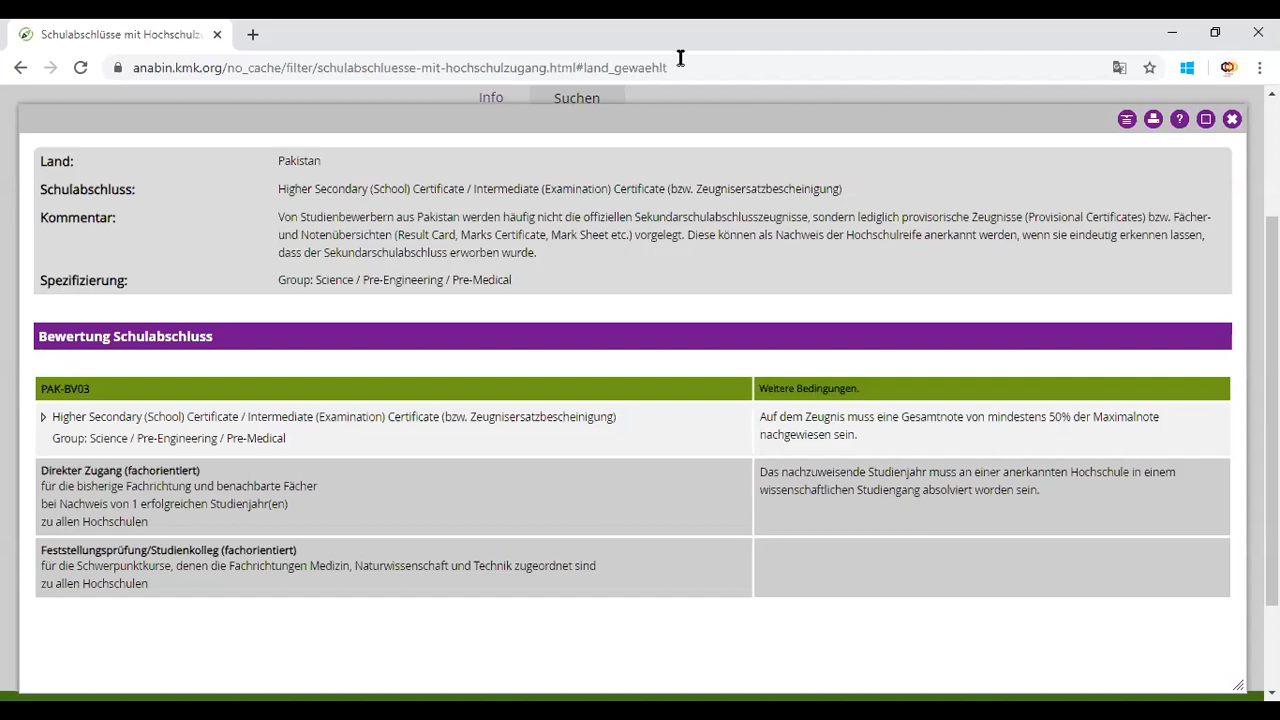 Schulabschlüsse mit Hochschulz
anabin.kmk.org/no_cache/filter/schulabschluesse-mit-hochschulzugang.html#land_gewaehlt
Info
Suchen
Land:
Pakistan
Schulabschluss:
Higher Secondary (School) Certificate / Intermediate (Examination) Certificate (bzw. Zeugnisersatzbescheinigung)
Kommentar:
Von Studienbewerbern aus Pakistan werden häufig nicht die offiziellen Sekundarschulabschlusszeugnisse, sondern lediglich provisorische Zeugnisse (Provisional Certificates) bzw. Fächer-
und Notenübersichten (Result Card, Marks Certificate, Mark Sheet etc.) vorgelegt. Diese können als Nachweis der Hochschulreife anerkannt werden, wenn sie eindeutig erkennen lassen,
dass der Sekundarschulabschluss erworben wurde.
Spezifizierung:
Group: Science / Pre-Engineering / Pre-Medical
Bewertung Schulabschluss
PAK-BV03
Weitere Bedingungen.
Higher Secondary (School) Certificate / Intermediate (Examination) Certificate (bzw. Zeugnisersatzbescheinigung)
Group: Science / Pre-Engineering / Pre-Medical
Auf dem Zeugnis muss eine Gesamtnote von mindestens 50% der Maximalnote
nachgewiesen sein.
Direkter Zugang (fachorientiert)
für die bisherige Fachrichtung und benachbarte Fächer
bei Nachweis von 1 erfolgreichen Studienjahr(en)
zu allen Hochschulen
Das nachzuweisende Studienjahr muss an einer anerkannten Hochschule in einem
wissenschaftlichen Studiengang absolviert worden sein.
Feststellungsprüfung/Studienkolleg (fachorientiert)
für die Schwerpunktkurse, denen die Fachrichtungen Medizin, Naturwissenschaft und Technik zugeordnet sind
zu allen Hochschulen